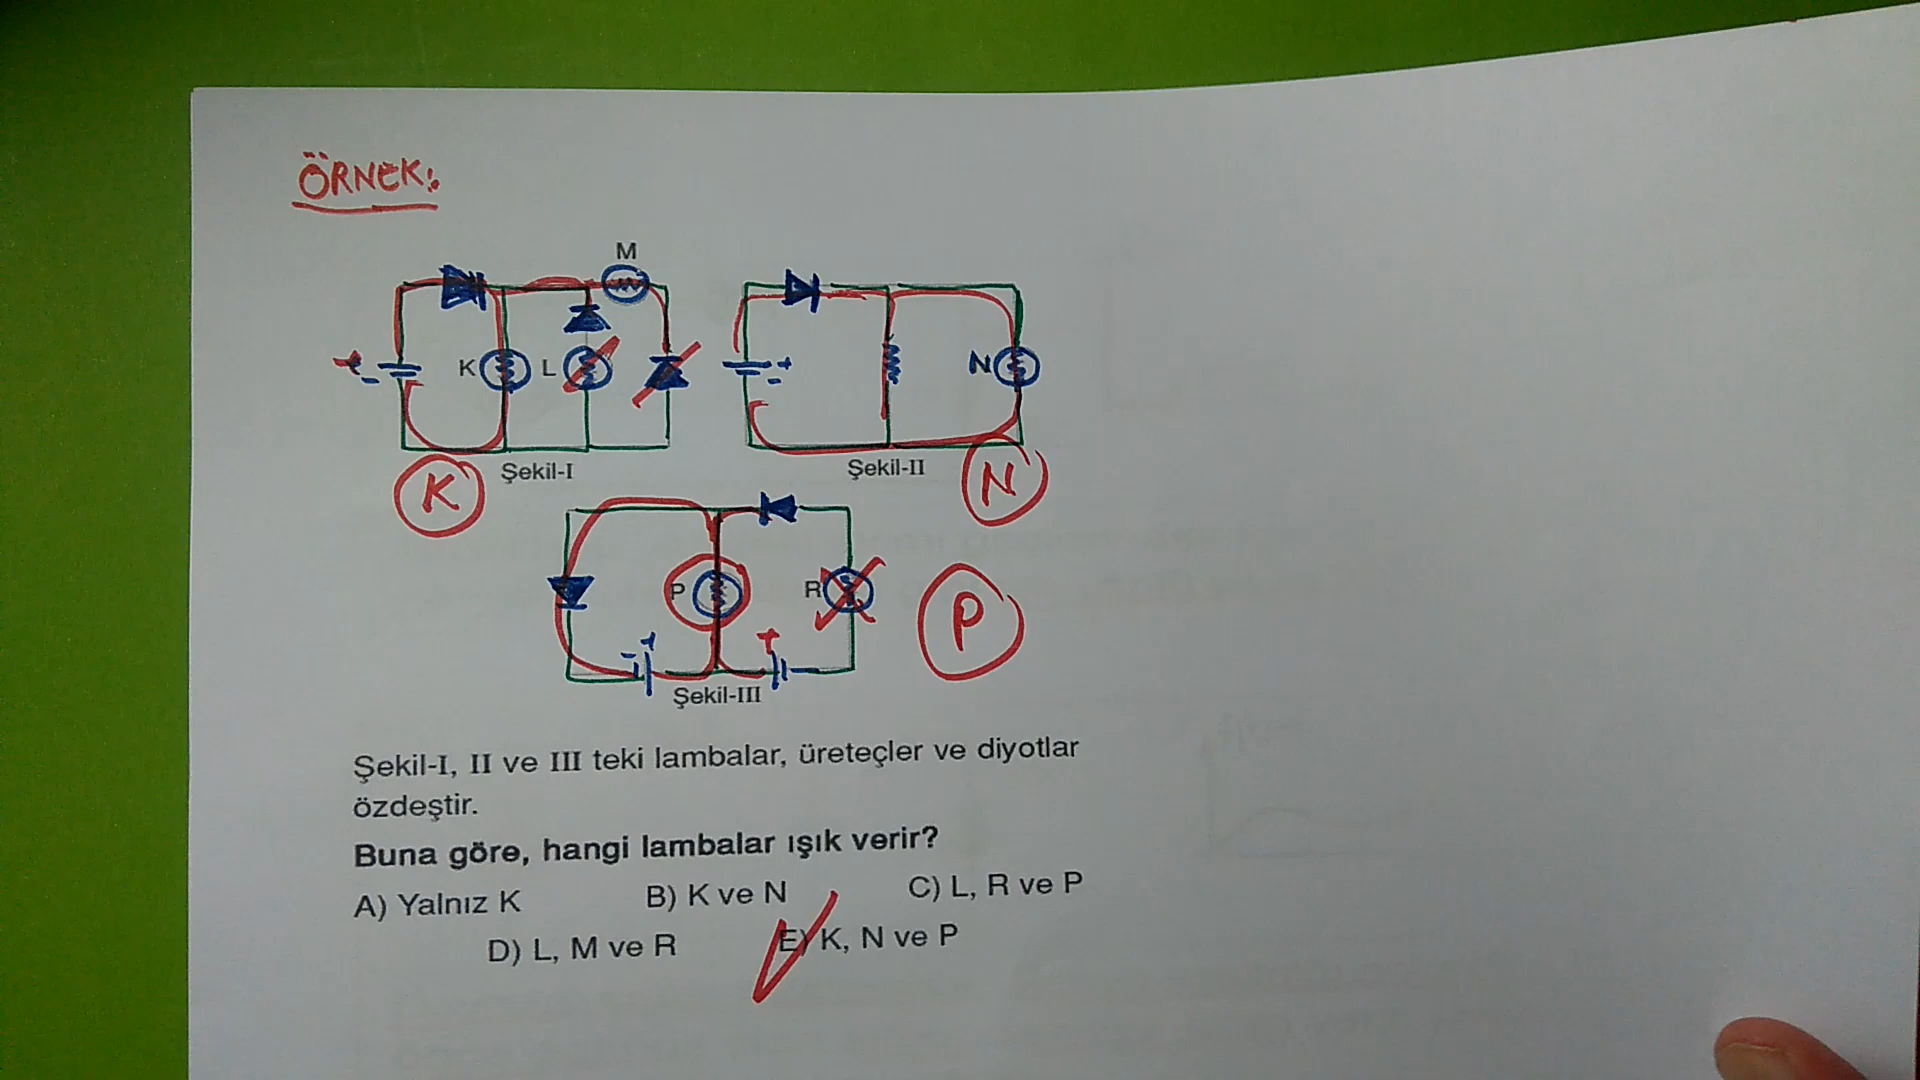 ÖRNEK:
M
K
L
N
+
-
- +
Şekil-I
Şekil-II
K
N
P
R
P
- +
+
Şekil-III
Şekil-I, II ve III teki lambalar, üreteçler ve diyotlar
özdeştir.
Buna göre, hangi lambalar ışık verir?
A) Yalnız K B) K ve N C) L, R ve P
D) L, M ve R E) K, N ve P